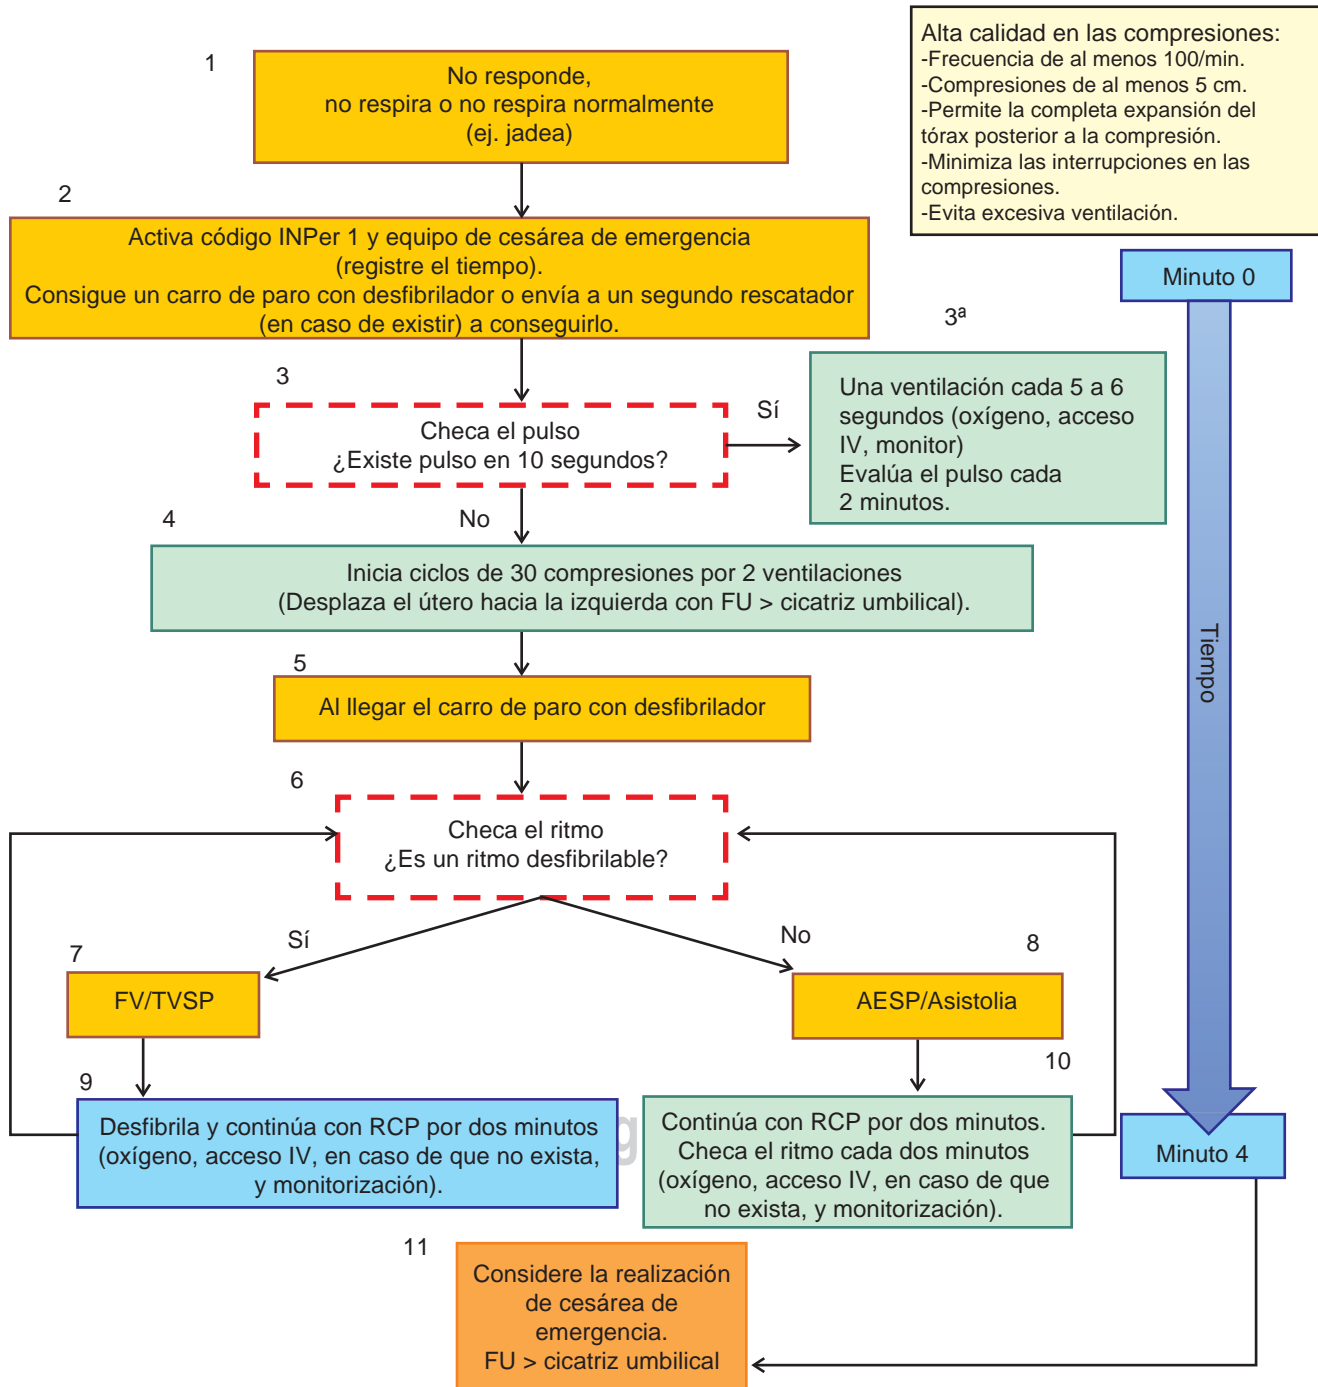 1
No responde,
no respira o no respira normalmente
(ej. jadea)
Alta calidad en las compresiones:
-Frecuencia de al menos 100/min.
-Compresiones de al menos 5 cm.
-Permite la completa expansión del
tórax posterior a la compresión.
-Minimiza las interrupciones en las
compresiones.
-Evita excesiva ventilación.
2
Activa código INPer 1 y equipo de cesárea de emergencia
(registre el tiempo).
Consigue un carro de paro con desfibrilador o envía a un segundo rescatador
(en caso de existir) a conseguirlo.
Minuto 0
3
Checa el pulso
¿Existe pulso en 10 segundos?
Sí
3ª
Una ventilación cada 5 a 6
segundos (oxígeno, acceso
IV, monitor)
Evalúa el pulso cada
2 minutos.
No
4
Inicia ciclos de 30 compresiones por 2 ventilaciones
(Desplaza el útero hacia la izquierda con FU > cicatriz umbilical).
Tiempo
5
Al llegar el carro de paro con desfibrilador
6
Checa el ritmo
¿Es un ritmo desfibrilable?
Sí
No
7
FV/TVSP
8
AESP/Asistolia
9
Desfibrila y continúa con RCP por dos minutos
(oxígeno, acceso IV, en caso de que no exista,
y monitorización).
10
Continúa con RCP por dos minutos.
Checa el ritmo cada dos minutos
(oxígeno, acceso IV, en caso de que
no exista, y monitorización).
g
Minuto 4
11
Considere la realización
de cesárea de
emergencia.
FU > cicatriz umbilical